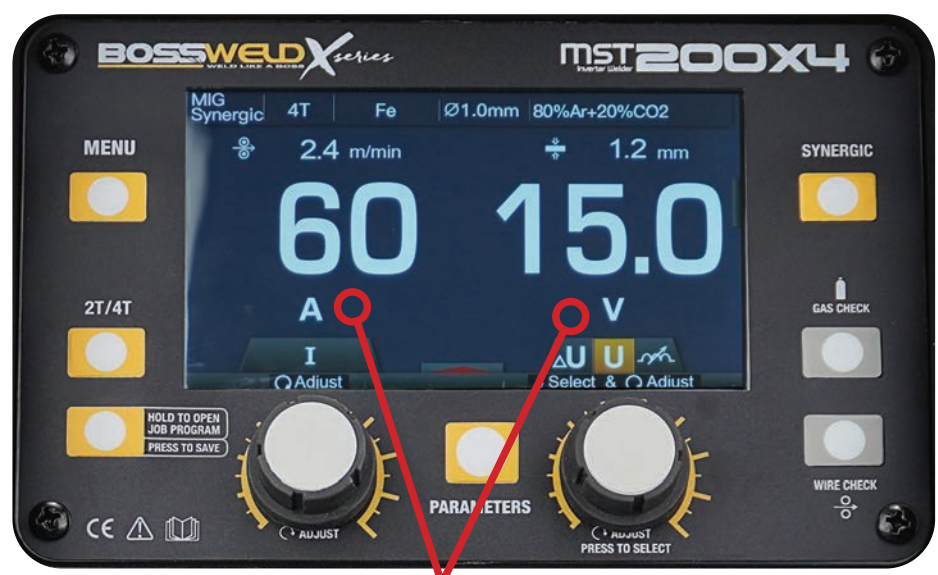 BOSSWELD X series
WELD LIKE A BOSS
MST200X4
Inverter Welder
MIG Synergic 4T Fe Ø1.0mm 80%Ar+20%CO2
2.4 m/min 1.2 mm
60 15.0
A V
I ΔU U
Adjust Select & Adjust
MENU
2T/4T
HOLD TO OPEN
JOB PROGRAM
PRESS TO SAVE
SYNERGIC
GAS CHECK
WIRE CHECK
PARAMETERS
ADJUST
ADJUST
PRESS TO SELECT
CE